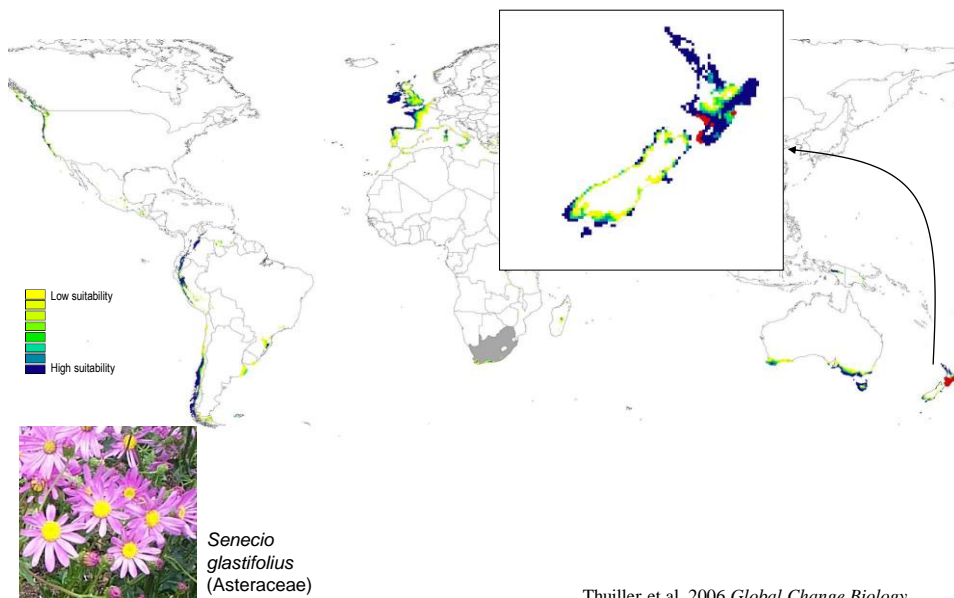 Low suitability
High suitability
Senecio
glastifolius
(Asteraceae)
Thuiller et al. 2006 Global Change Biology